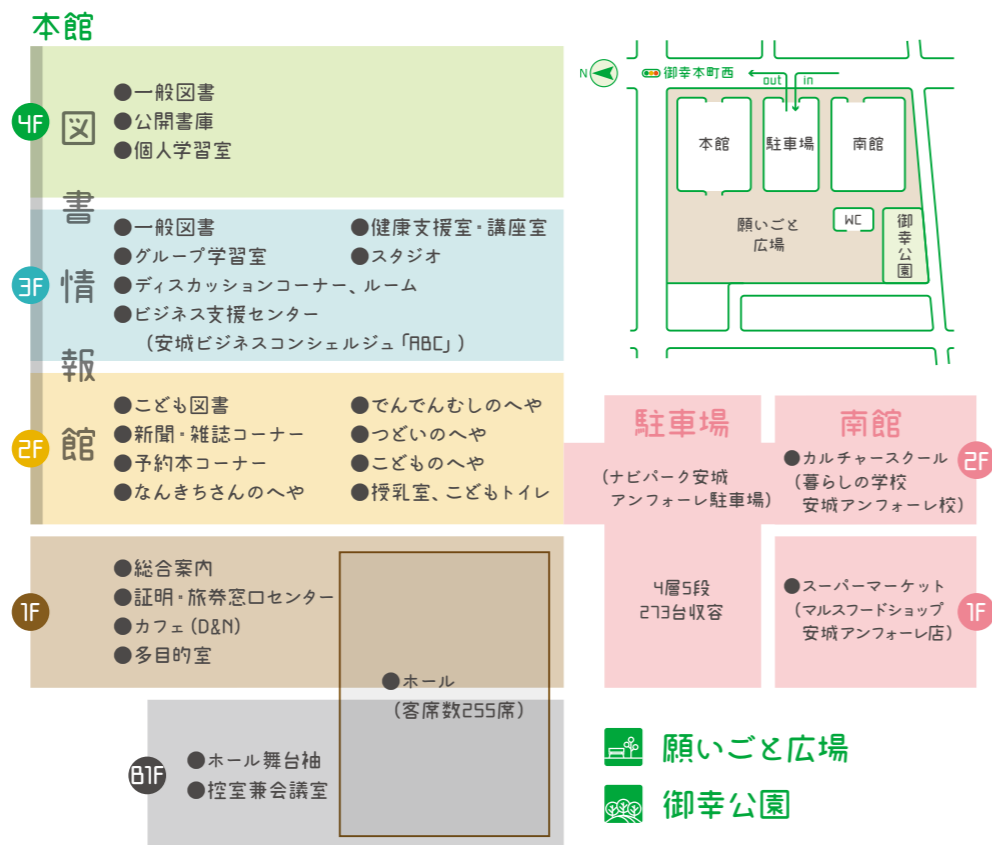 本館
図書情報館
4F
●一般図書
●公開書庫
●個人学習室
3F
●一般図書
●グループ学習室
●ディスカッションコーナー、ルーム
●ビジネス支援センター
(安城ビジネスコンシェルジュ「ABC」)
●健康支援室・講座室
●スタジオ
2F
●こども図書
●新聞・雑誌コーナー
●予約本コーナー
●なんきちさんのへや
●でんでんむしのへや
●つどいのへや
●こどものへや
●授乳室、こどもトイレ
1F
●総合案内
●証明・旅券窓口センター
●カフェ(D&N)
●多目的室
●ホール
(客席数255席)
B1F
●ホール舞台袖
●控室兼会議室
N
御幸本町西
out
in
本館
駐車場
南館
願いごと
広場
WC
御幸公園
駐車場
(ナビパーク安城
アンフォーレ駐車場)
4層5段
273台収容
南館
2F
●カルチャースクール
(暮らしの学校
安城アンフォーレ校)
1F
●スーパーマーケット
(マルスフードショップ
安城アンフォーレ店)
願いごと広場
御幸公園